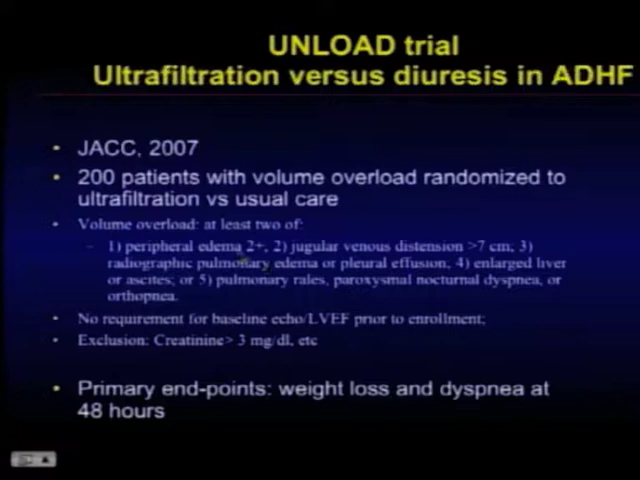 UNLOAD trial
Ultrafiltration versus diuresis in ADHF
• JACC, 2007
• 200 patients with volume overload randomized to
ultrafiltration vs usual care
• Volume overload: at least two of:
– 1) peripheral edema 2+, 2) jugular venous distension >7 cm; 3)
radiographic pulmonary edema or pleural effusion, 4) enlarged liver
or ascites; or 5) pulmonary rales, paroxysmal nocturnal dyspnea, or
orthopnea.
• No requirement for baseline echo/LVEF prior to enrollment;
• Exclusion: Creatinine> 3 mg/dl, etc
• Primary end-points: weight loss and dyspnea at
48 hours